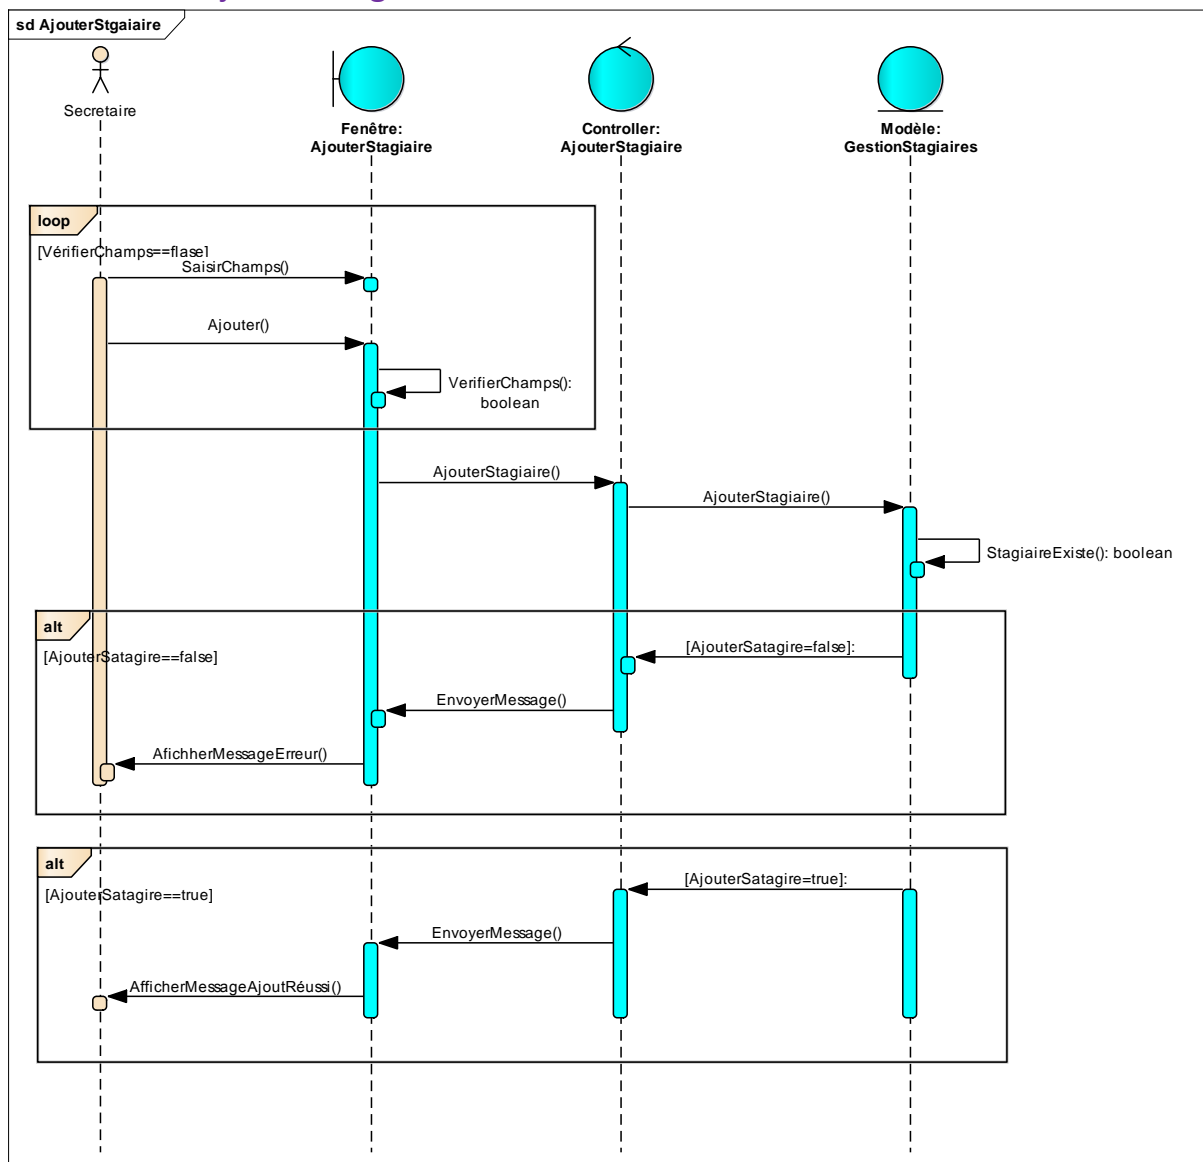 sd AjouterStgaiaire
Secretaire
Fenêtre:
AjouterStagiaire
Controller:
AjouterStagiaire
Modèle:
GestionStagiaires
loop
[VérifierChamps==flase]
SaisirChamps()
Ajouter()
VerifierChamps():
boolean
AjouterStagiaire()
AjouterStagiaire()
StagiaireExiste(): boolean
alt
[AjouterSatagire==false]
[AjouterSatagire=false]:
EnvoyerMessage()
AfichherMessageErreur()
alt
[AjouterSatagire==true]
[AjouterSatagire=true]:
EnvoyerMessage()
AfficherMessageAjoutRéussi()